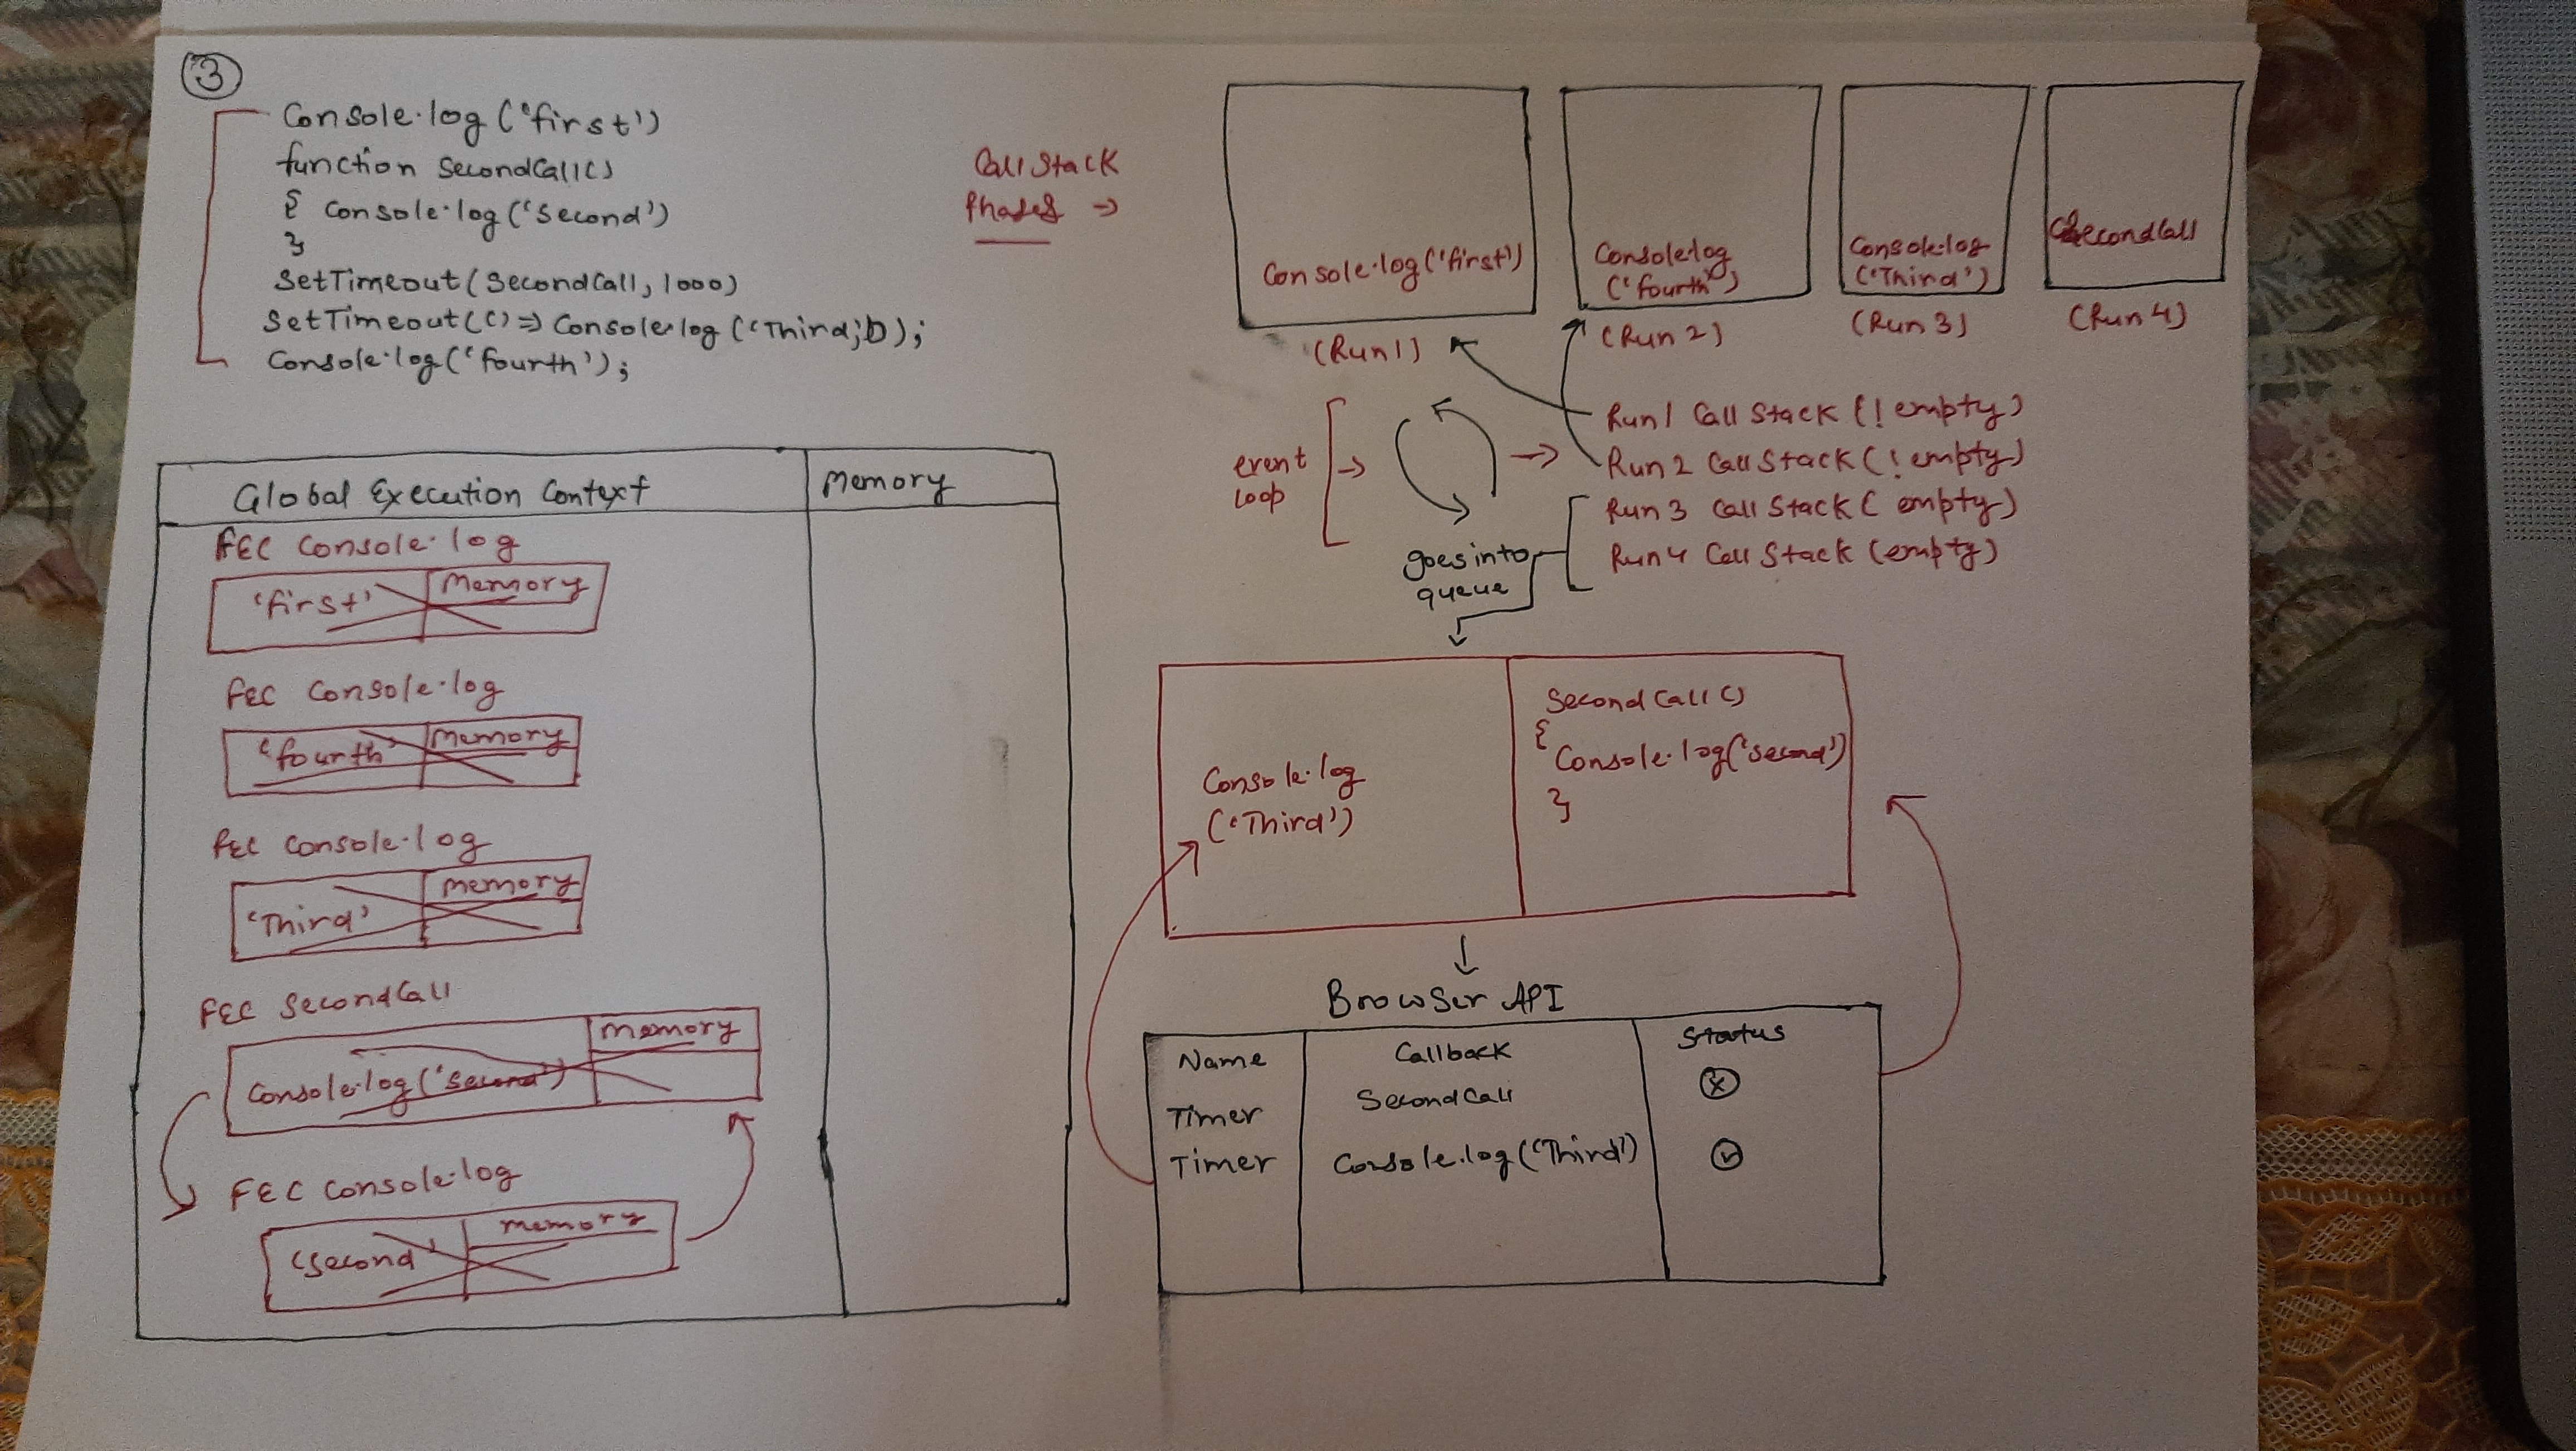 3
Console.log('first')
function SecondCall()
{ Console.log('Second')
}
SetTimeout(SecondCall, 1000)
SetTimeout(()=> Console.log('Third',0);
Console.log('fourth');
Call Stack
Phases →
Console.log('first')
(Run 1)
Console.log
('fourth')
(Run 2)
Console.log
('Third')
(Run 3)
SecondCall
(Run 4)
event
loop
Run 1 Call Stack (! empty)
Run 2 Call Stack (! empty)
Run 3 Call Stack ( empty)
Run 4 Call Stack (empty)
goes into
queue
Console.log
('Third')
SecondCall()
{
Console.log('second')
}
Browser API
Name Callback Status
Timer SecondCall ⓧ
Timer Console.log('Third')
Global Execution Context Memory
FEC Console.log
'first' Memory
FEC Console.log
'fourth' Memory
FEC Console.log
'Third' Memory
FEC SecondCall
Console.log('Second') Memory
FEC Console.log
'Second' Memory